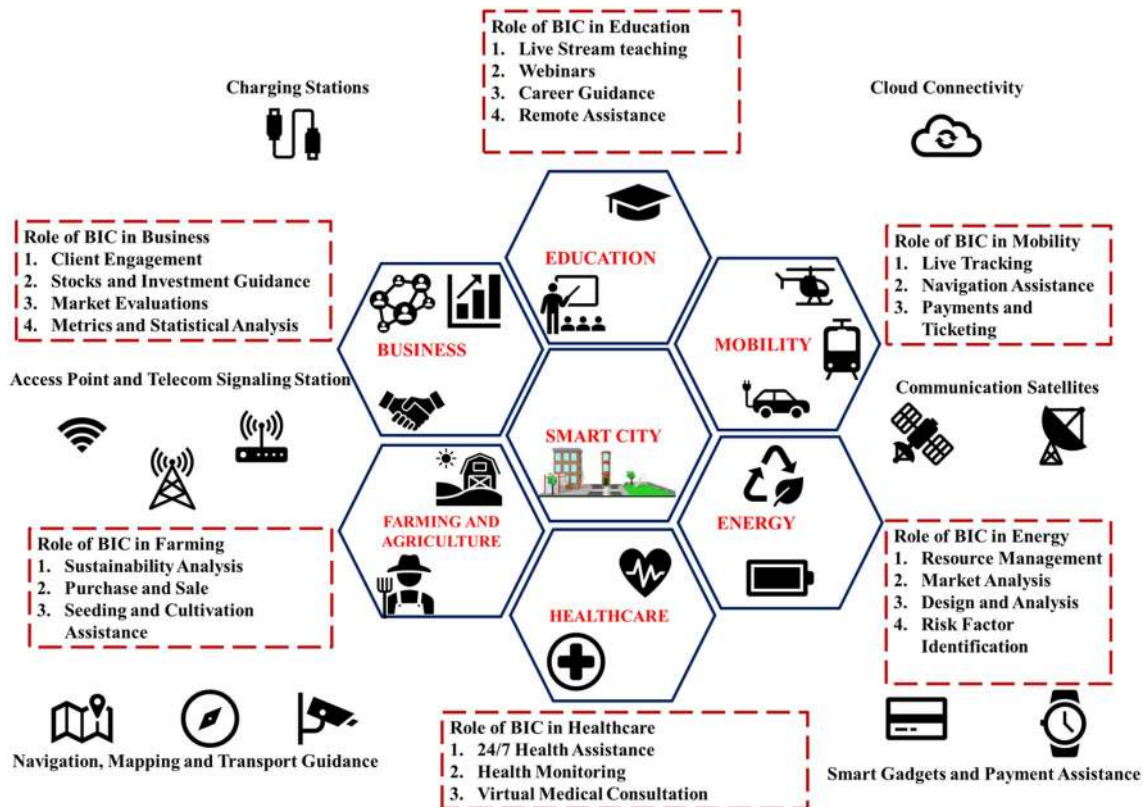 Role of BIC in Education
1. Live Stream teaching
2. Webinars
3. Career Guidance
4. Remote Assistance
Charging Stations
Cloud Connectivity
Role of BIC in Business
1. Client Engagement
2. Stocks and Investment Guidance
3. Market Evaluations
4. Metrics and Statistical Analysis
EDUCATION
Role of BIC in Mobility
1. Live Tracking
2. Navigation Assistance
3. Payments and
Ticketing
BUSINESS
MOBILITY
Access Point and Telecom Signaling Station
Communication Satellites
SMART CITY
FARMING AND
AGRICULTURE
ENERGY
Role of BIC in Farming
1. Sustainability Analysis
2. Purchase and Sale
3. Seeding and Cultivation
Assistance
Role of BIC in Energy
1. Resource Management
2. Market Analysis
3. Design and Analysis
4. Risk Factor
Identification
HEALTHCARE
Role of BIC in Healthcare
1. 24/7 Health Assistance
2. Health Monitoring
3. Virtual Medical Consultation
Navigation, Mapping and Transport Guidance
Smart Gadgets and Payment Assistance